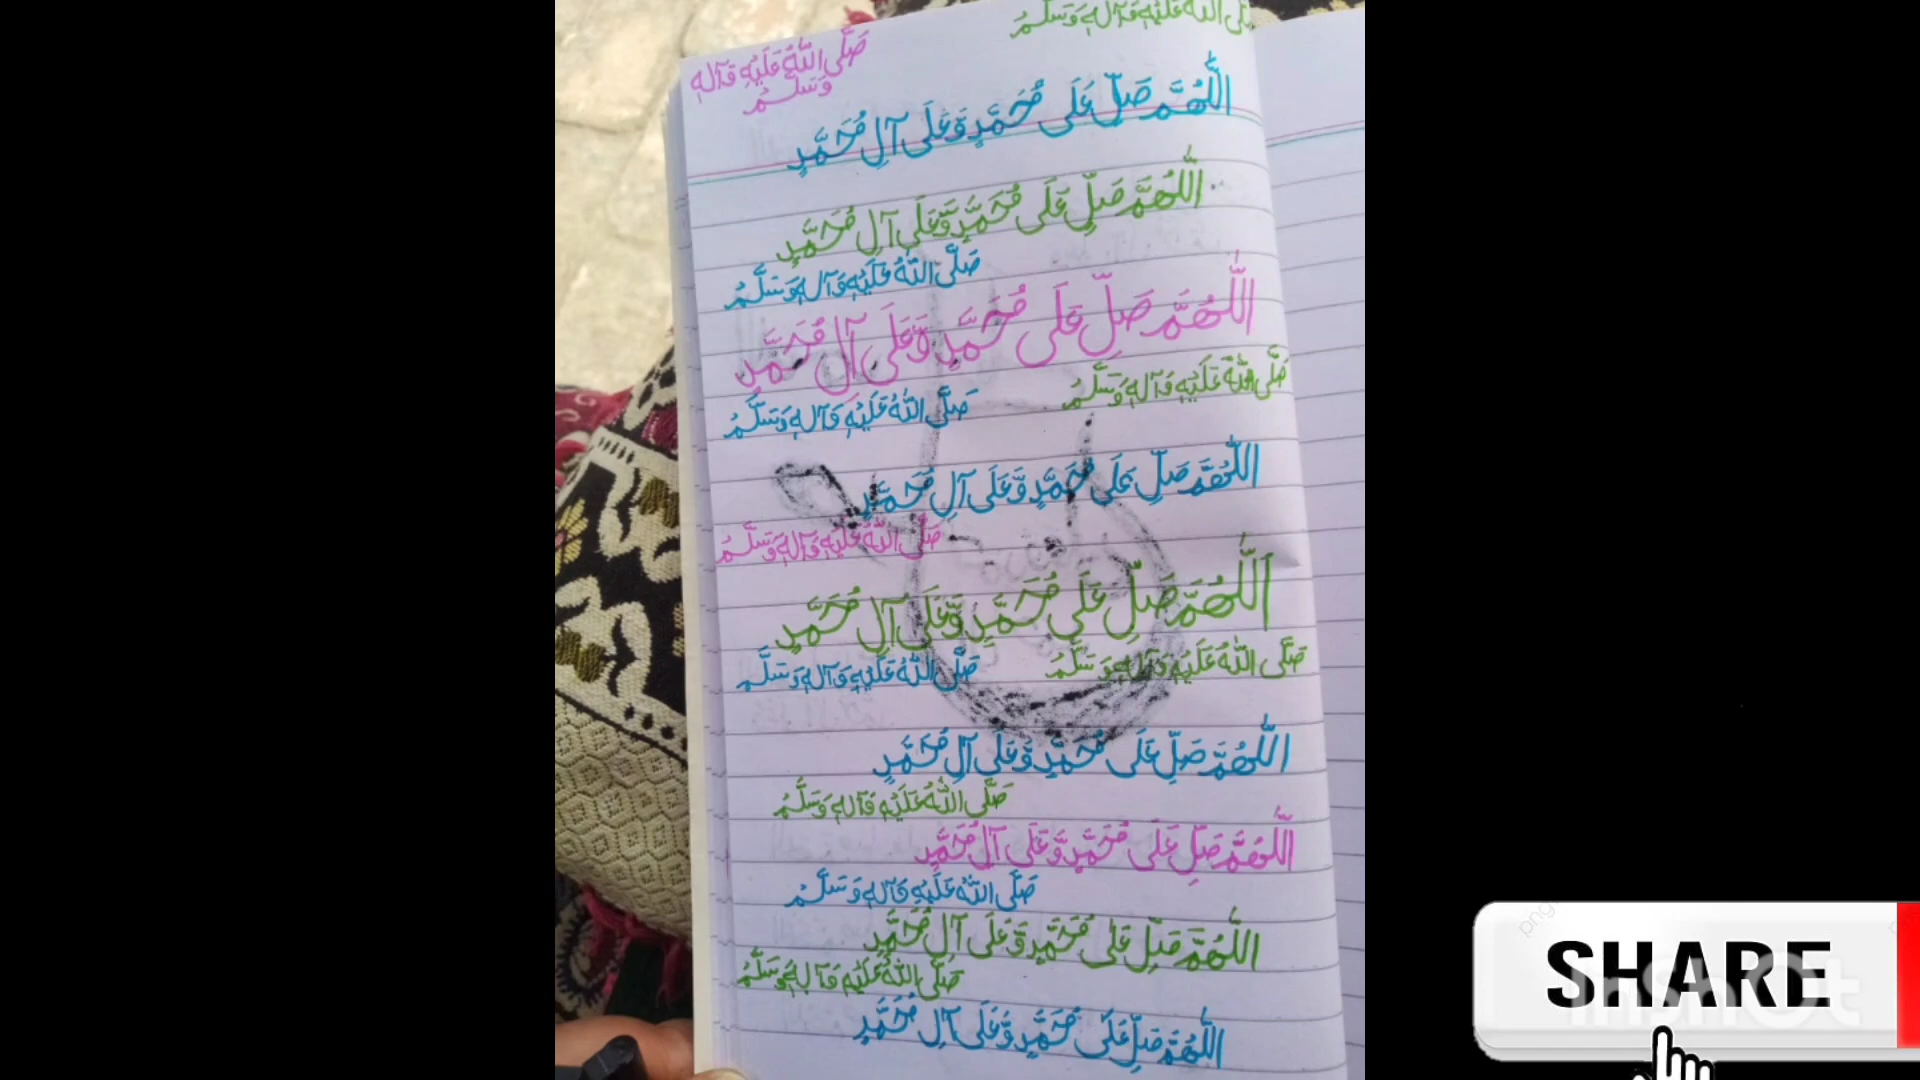 صَلَّى اللّٰهُ عَلَيْهِ وَآلِهٖ وَسَلَّمُ
صَلَّى اللّٰهُ عَلَيْهِ وَآلِهٖ
وَسَلَّمُ
اَللّٰهُمَّ صَلِّ عَلَى مُحَمَّدٍ وَّعَلَى آلِ مُحَمَّدٍ
اَللّٰهُمَّ صَلِّ عَلَى مُحَمَّدٍ وَّعَلَى آلِ مُحَمَّدٍ
صَلَّى اللّٰهُ عَلَيْهِ وَآلِهٖ وَسَلَّمُ
اَللّٰهُمَّ صَلِّ عَلَى مُحَمَّدٍ وَّعَلَى آلِ مُحَمَّدٍ
صَلَّى اللّٰهُ عَلَيْهِ وَآلِهٖ وَسَلَّمُ
صَلَّى اللّٰهُ عَلَيْهِ وَآلِهٖ وَسَلَّمُ
اَللّٰهُمَّ صَلِّ عَلَى مُحَمَّدٍ وَّعَلَى آلِ مُحَمَّدٍ
صَلَّى اللّٰهُ عَلَيْهِ وَآلِهٖ وَسَلَّمُ
اَللّٰهُمَّ صَلِّ عَلَى مُحَمَّدٍ وَّعَلَى آلِ مُحَمَّدٍ
صَلَّى اللّٰهُ عَلَيْهِ وَآلِهٖ وَسَلَّمُ
صَلَّى اللّٰهُ عَلَيْهِ وَآلِهٖ وَسَلَّم
اَللّٰهُمَّ صَلِّ عَلَى مُحَمَّدٍ وَّعَلَى آلِ مُحَمَّدٍ
صَلَّى اللّٰهُ عَلَيْهِ وَآلِهٖ وَسَلَّمُ
اَللّٰهُمَّ صَلِّ عَلَى مُحَمَّدٍ وَّعَلَى آلِ مُحَمَّدٍ
صَلَّى اللّٰهُ عَلَيْهِ وَآلِهٖ وَسَلَّمُ
اَللّٰهُمَّ صَلِّ عَلَى مُحَمَّدٍ وَّعَلَى آلِ مُحَمَّدٍ
صَلَّى اللّٰهُ عَلَيْهِ وَآلِهٖ وَسَلَّمُ
اَللّٰهُمَّ صَلِّ عَلَى مُحَمَّدٍ وَّعَلَى آلِ مُحَمَّدٍ
SHARE
InShOt
png